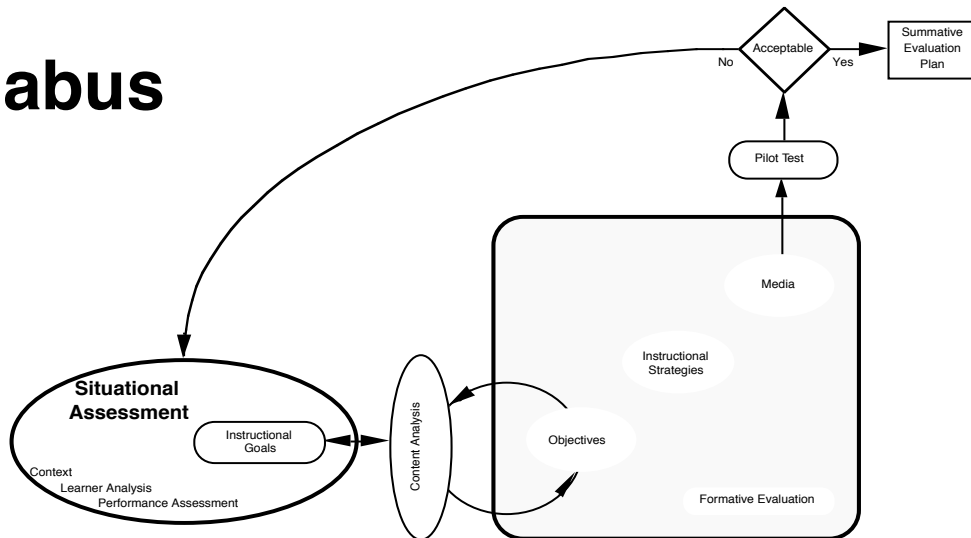 abus
Acceptable
No
Yes
Summative
Evaluation
Plan
Pilot Test
Media
Instructional
Strategies
Situational
Assessment
Instructional
Goals
Content Analysis
Objectives
Context
Learner Analysis
Performance Assessment
Formative Evaluation